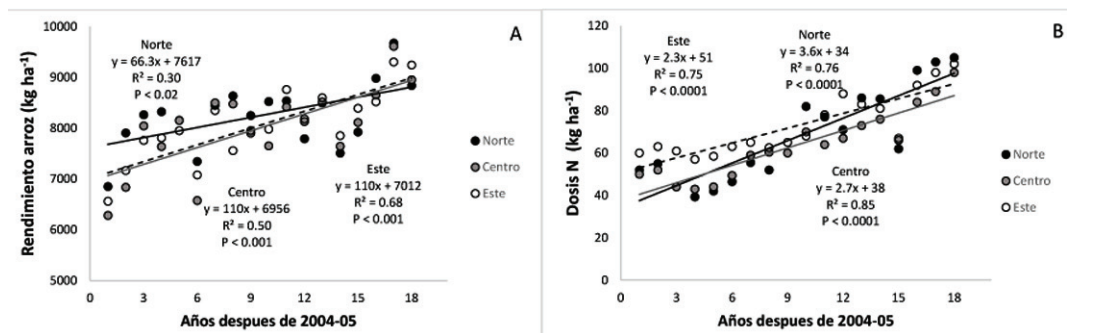 A
Rendimiento arroz (kg ha⁻¹)
10000
9000
8000
7000
6000
5000
Norte
y = 66.3x + 7617
R² = 0.30
P < 0.02
Centro
y = 110x + 6956
R² = 0.50
P < 0.001
Este
y = 110x + 7012
R² = 0.68
P < 0.001
Norte
Centro
Este
0 3 6 9 12 15 18
Años despues de 2004-05
B
Dosis N (kg ha⁻¹)
120
100
80
60
40
20
0
Este
y = 2.3x + 51
R² = 0.75
P < 0.0001
Norte
y = 3.6x + 34
R² = 0.76
P < 0.0001
Centro
y = 2.7x + 38
R² = 0.85
P < 0.0001
Norte
Centro
Este
0 3 6 9 12 15 18
Años despues de 2004-05